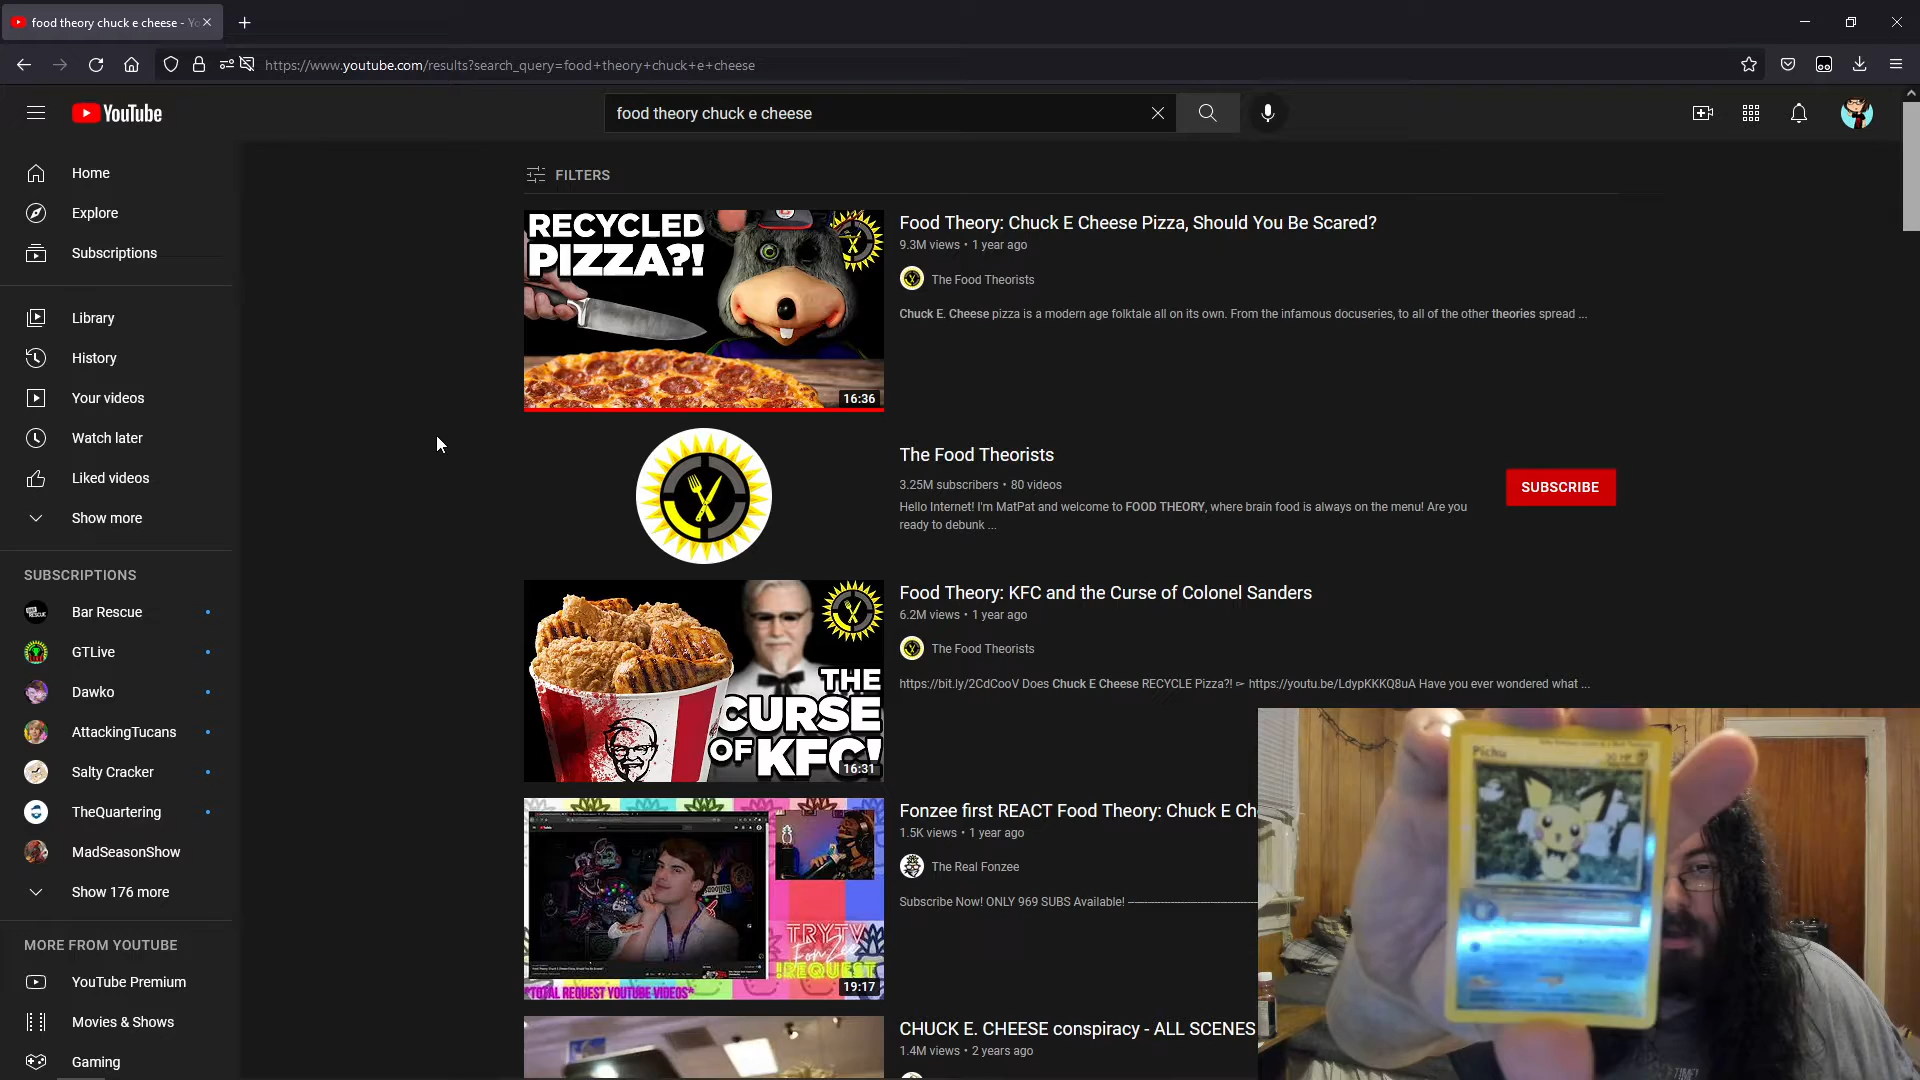 food theory chuck e cheese - Yo
https://www.youtube.com/results?search_query=food+theory+chuck+e+cheese
YouTube
food theory chuck e cheese
Home
Explore
Subscriptions
Library
History
Your videos
Watch later
Liked videos
Show more
SUBSCRIPTIONS
Bar Rescue
GTLive
Dawko
AttackingTucans
Salty Cracker
TheQuartering
MadSeasonShow
Show 176 more
MORE FROM YOUTUBE
YouTube Premium
Movies & Shows
Gaming
FILTERS
RECYCLED
PIZZA?!
16:36
Food Theory: Chuck E Cheese Pizza, Should You Be Scared?
9.3M views • 1 year ago
The Food Theorists
Chuck E. Cheese pizza is a modern age folktale all on its own. From the infamous docuseries, to all of the other theories spread ...
The Food Theorists
3.25M subscribers • 80 videos
Hello Internet! I'm MatPat and welcome to FOOD THEORY, where brain food is always on the menu! Are you
ready to debunk ...
SUBSCRIBE
THE
CURSE
OF KFC!
16:31
Food Theory: KFC and the Curse of Colonel Sanders
6.2M views • 1 year ago
The Food Theorists
https://bit.ly/2CdCooV Does Chuck E Cheese RECYCLE Pizza?! ➣ https://youtu.be/LdypKKKQ8uA Have you ever wondered what ...
TRYTV
FonZee
!REQUEST
*TOTAL REQUEST YOUTUBE VIDEOS*
19:17
Fonzee first REACT Food Theory: Chuck E Ch
1.5K views • 1 year ago
The Real Fonzee
Subscribe Now! ONLY 969 SUBS Available!
CHUCK E. CHEESE conspiracy - ALL SCENES
1.4M views • 2 years ago
Pichu